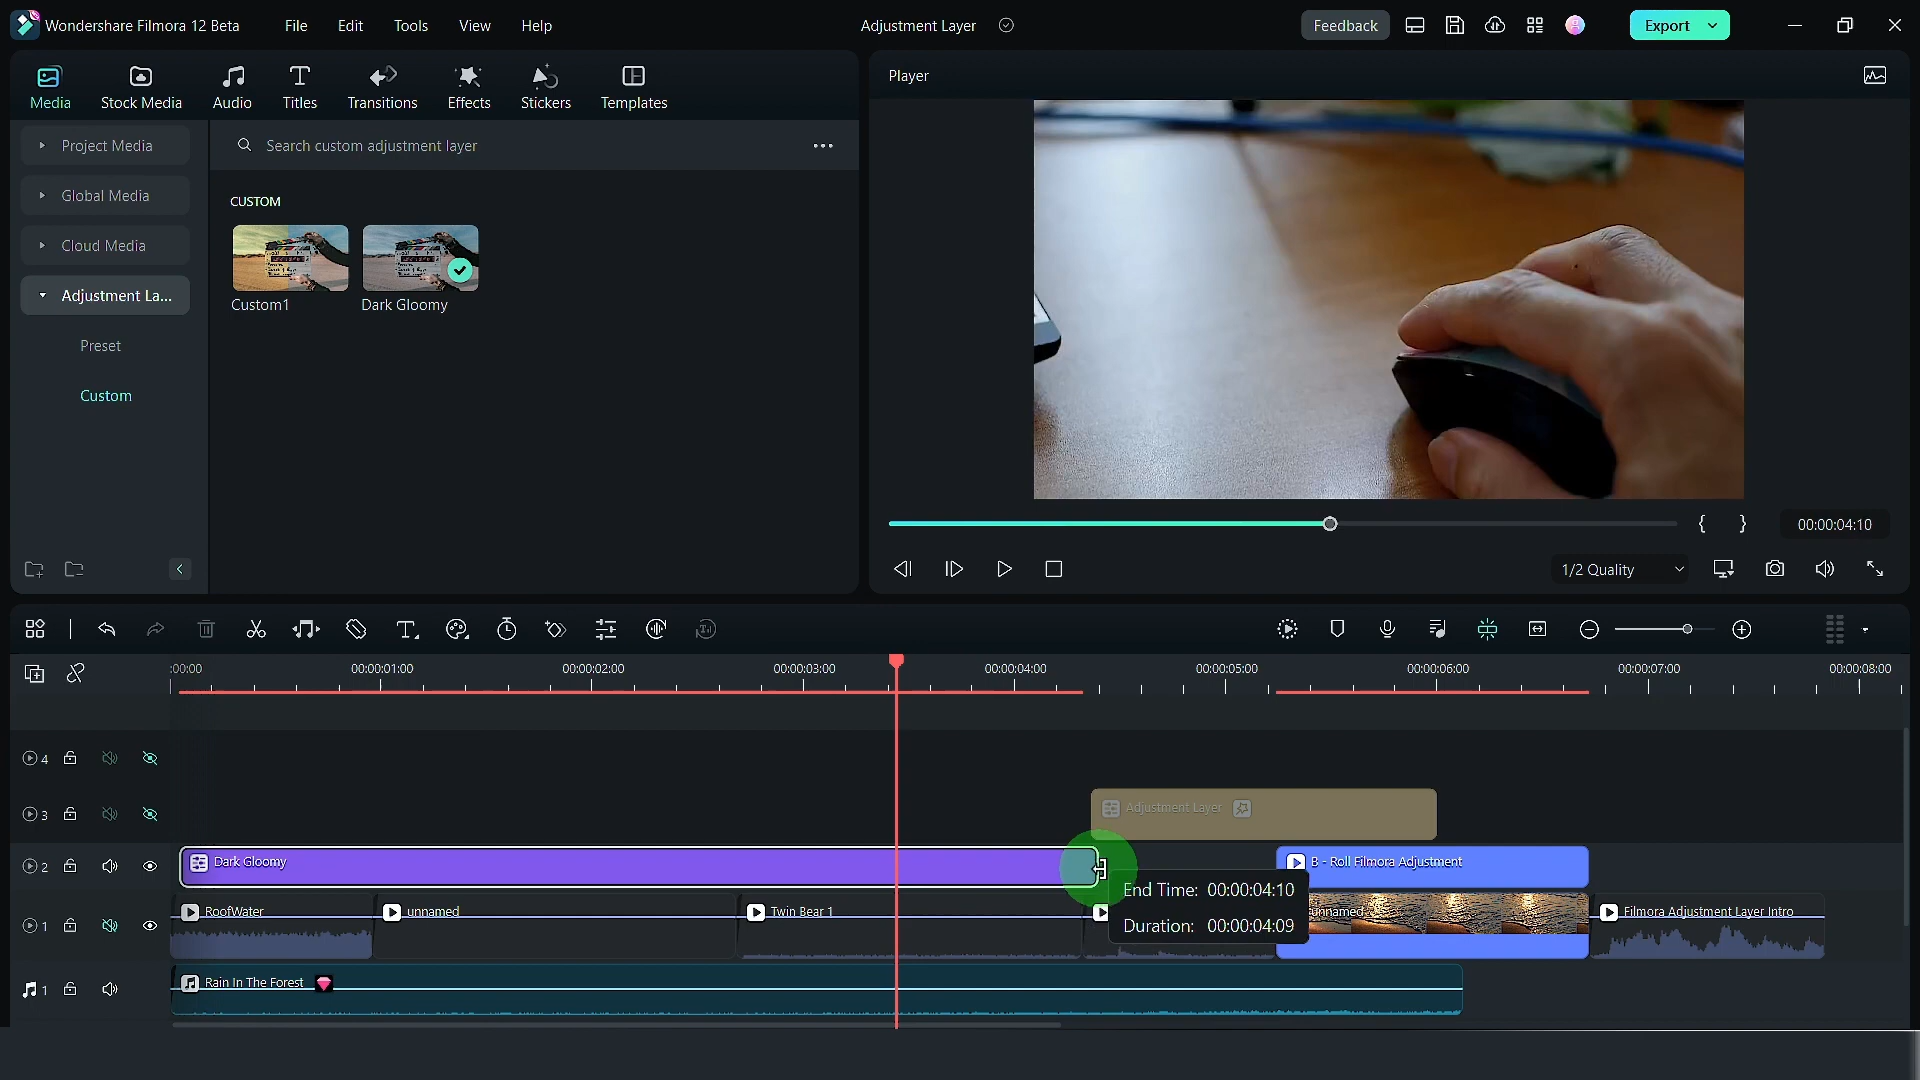 Wondershare Filmora 12 Beta File Edit Tools View Help Adjustment Layer Feedback Export
Media Stock Media Audio Titles Transitions Effects Stickers Templates
Player
Project Media
Search custom adjustment layer
Global Media
CUSTOM
Cloud Media
Adjustment La...
Custom1 Dark Gloomy
Preset
Custom
00:00:04:10
1/2 Quality
:00:00 00:00:01:00 00:00:02:00 00:00:03:00 00:00:04:00 00:00:05:00 00:00:06:00 00:00:07:00 00:00:08:00
4
3 Adjustment Layer
2 Dark Gloomy B - Roll Filmora Adjustment
End Time: 00:00:04:10
Duration: 00:00:04:09
1 RoofWater unnamed Twin Bear 1 unnamed Filmora Adjustment Layer Intro
1 Rain In The Forest